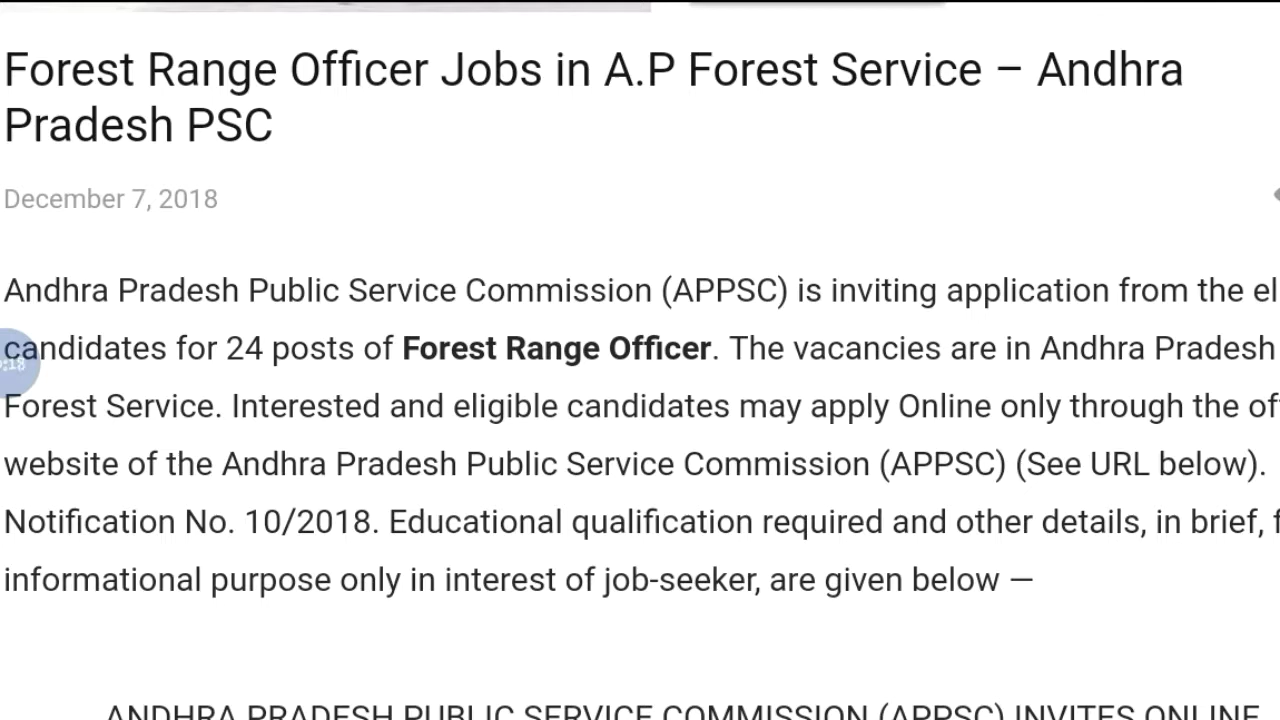 Forest Range Officer Jobs in A.P Forest Service – Andhra
Pradesh PSC
December 7, 2018
Andhra Pradesh Public Service Commission (APPSC) is inviting application from the
candidates for 24 posts of Forest Range Officer. The vacancies are in Andhra Pradesh
Forest Service. Interested and eligible candidates may apply Online only through the
website of the Andhra Pradesh Public Service Commission (APPSC) (See URL below).
Notification No. 10/2018. Educational qualification required and other details, in brief,
informational purpose only in interest of job-seeker, are given below —
ANDHRA PRADESH PUBLIC SERVICE COMMISSION (APPSC) INVITES ONLINE